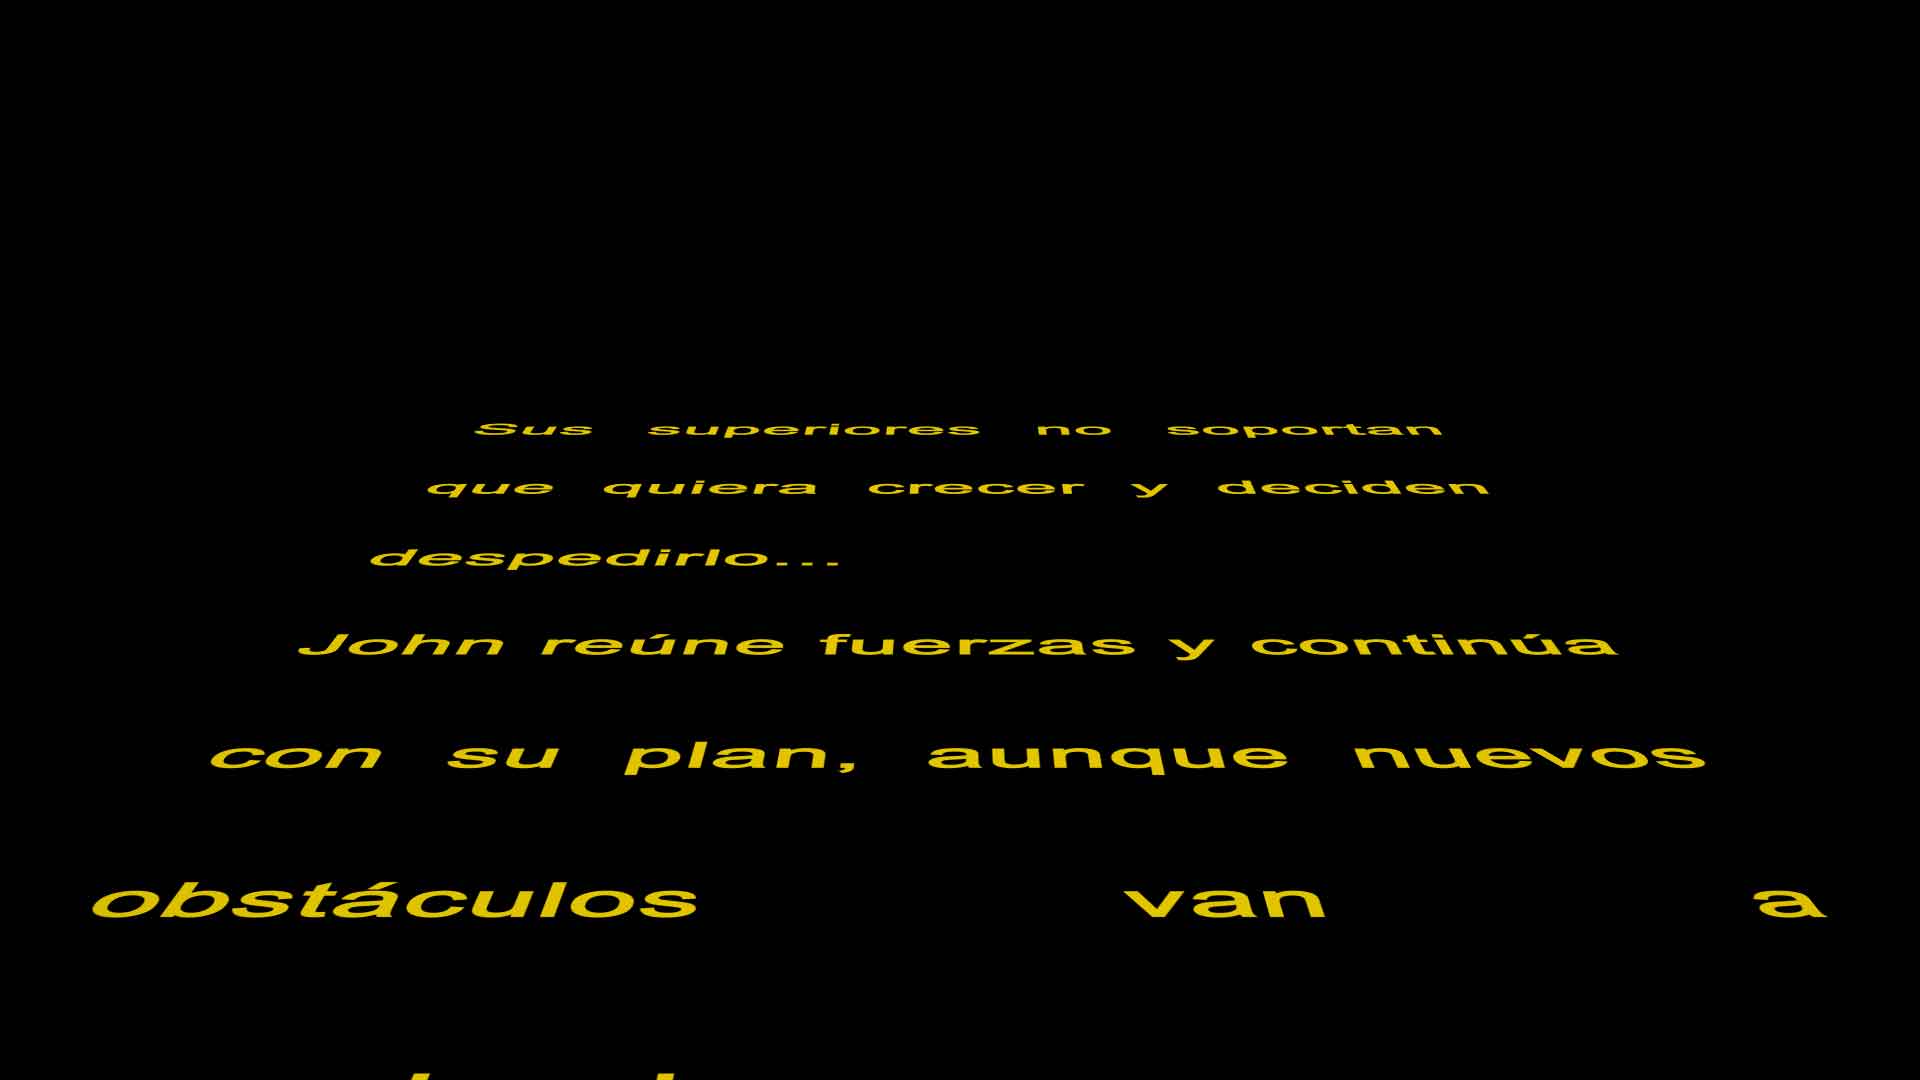 Sus superiores no soportan
que quiera crecer y deciden
despedirlo...
John reúne fuerzas y continúa
con su plan, aunque nuevos
obstáculos van a